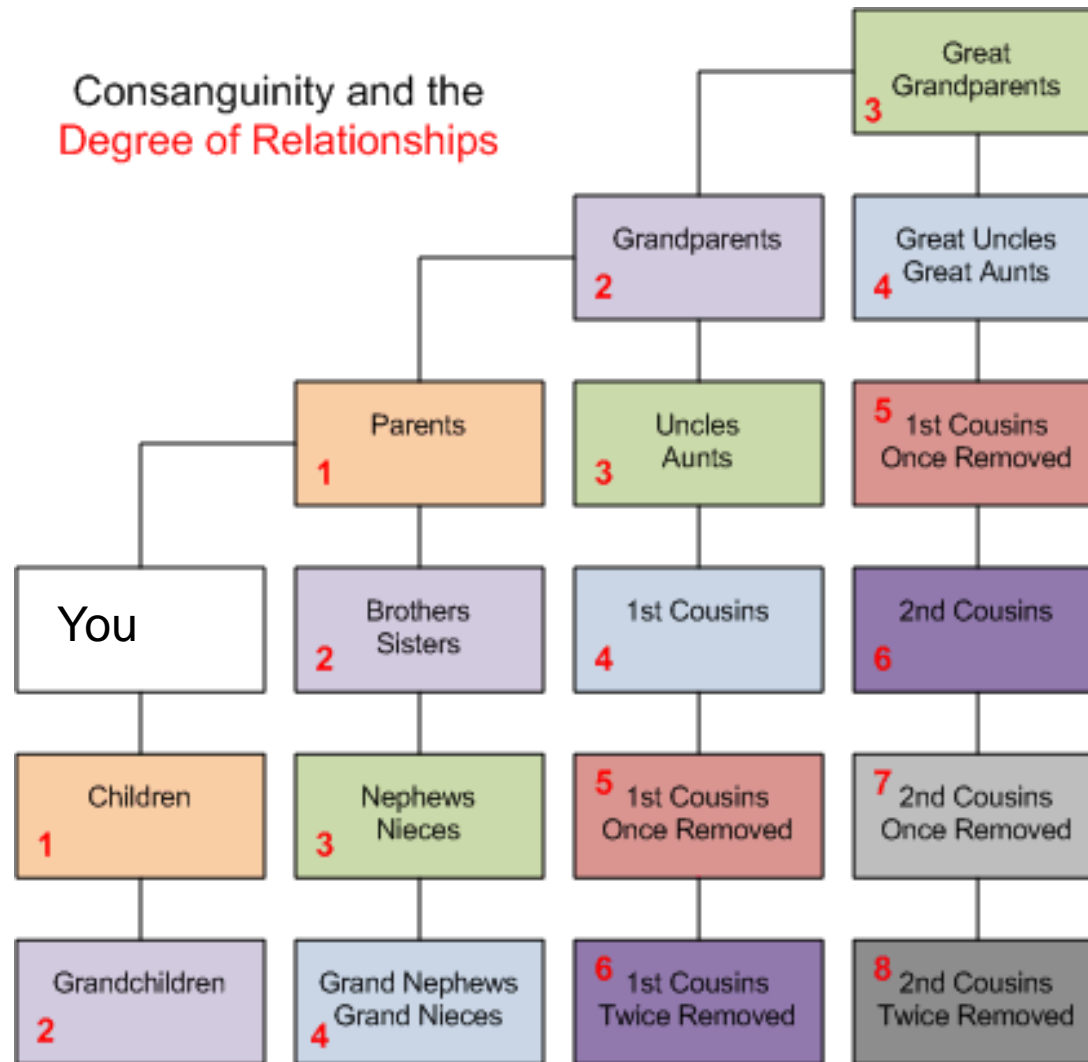 Consanguinity and the
Degree of Relationships
Great
Grandparents
3
Grandparents
2
Great Uncles
Great Aunts
4
Parents
1
Uncles
Aunts
3
5
1st Cousins
Once Removed
You
Brothers
Sisters
2
1st Cousins
4
2nd Cousins
6
Children
1
Nephews
Nieces
3
5
1st Cousins
Once Removed
7
2nd Cousins
Once Removed
Grandchildren
2
Grand Nephews
Grand Nieces
4
6
1st Cousins
Twice Removed
8
2nd Cousins
Twice Removed